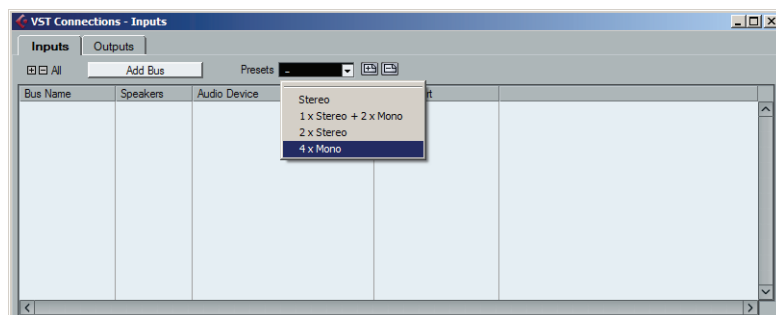 VST Connections - Inputs
Inputs Outputs
All Add Bus Presets -
Bus Name Speakers Audio Device rt
Stereo
1 x Stereo + 2 x Mono
2 x Stereo
4 x Mono